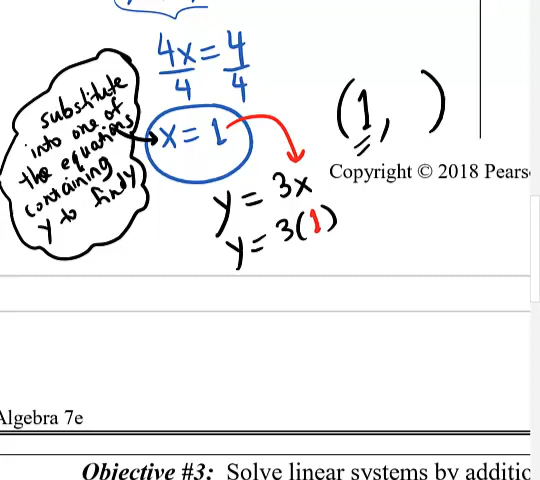 4x = 4
4 4
substitute
into one of
the equations
containing
y to find y
x = 1
(1, )
y = 3x
y = 3(1)
Copyright © 2018 Pears
Algebra 7e
Objective #3: Solve linear systems by additio